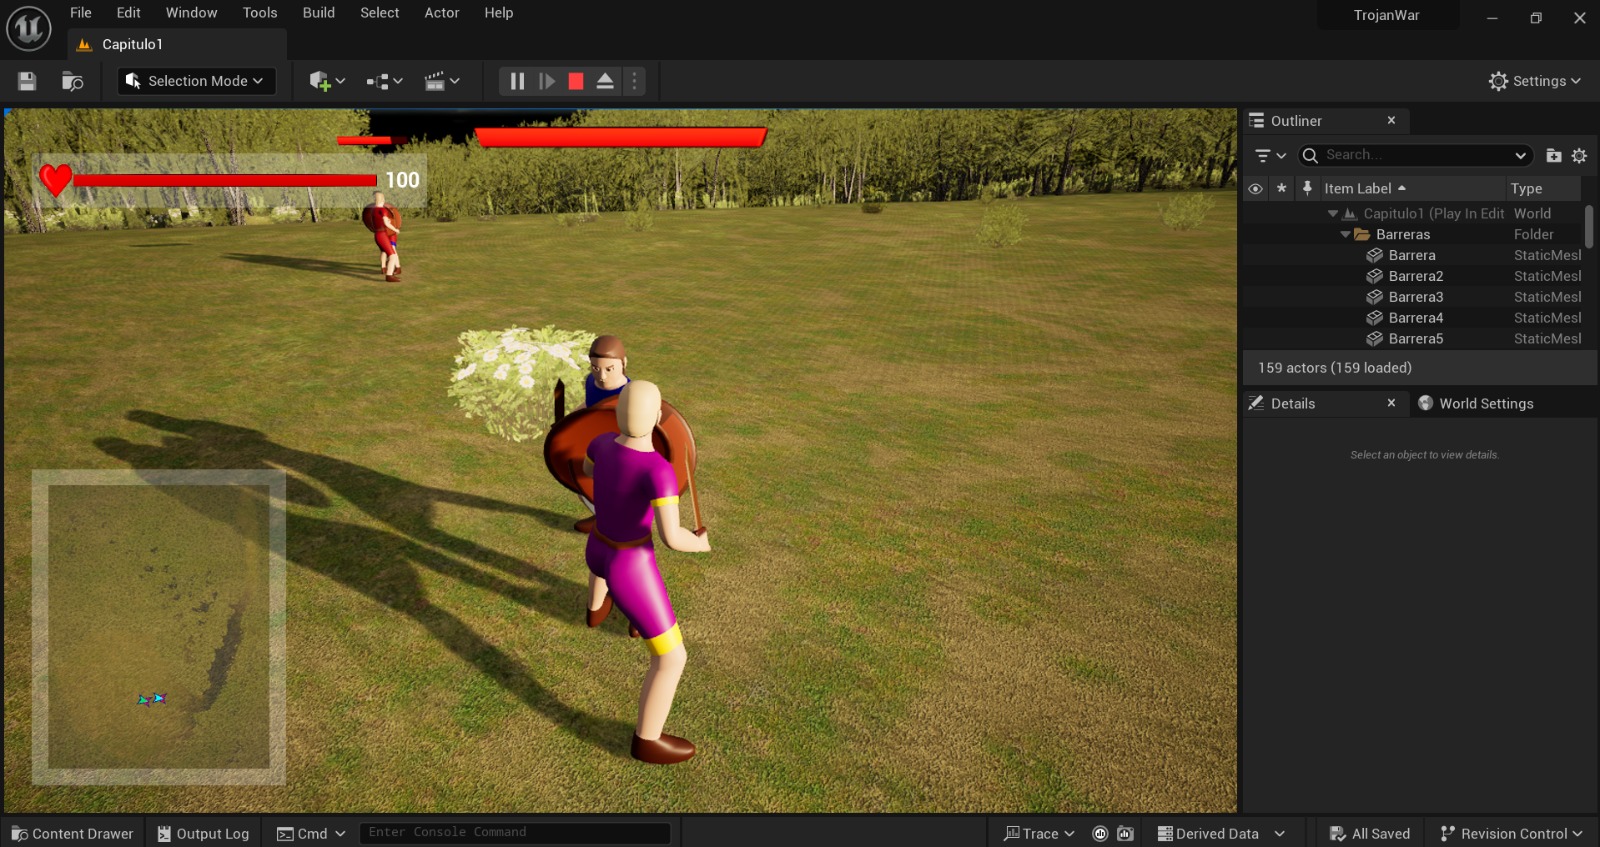 File Edit Window Tools Build Select Actor Help
TrojanWar
Capitulo1
Selection Mode
Settings
100
Outliner
Search...
Item Label Type
Capitulo1 (Play In Edit World
Barreras Folder
Barrera StaticMesl
Barrera2 StaticMesl
Barrera3 StaticMesl
Barrera4 StaticMesl
Barrera5 StaticMesl
159 actors (159 loaded)
Details World Settings
Select an object to view details.
Content Drawer Output Log Cmd Enter Console Command Trace Derived Data All Saved Revision Control